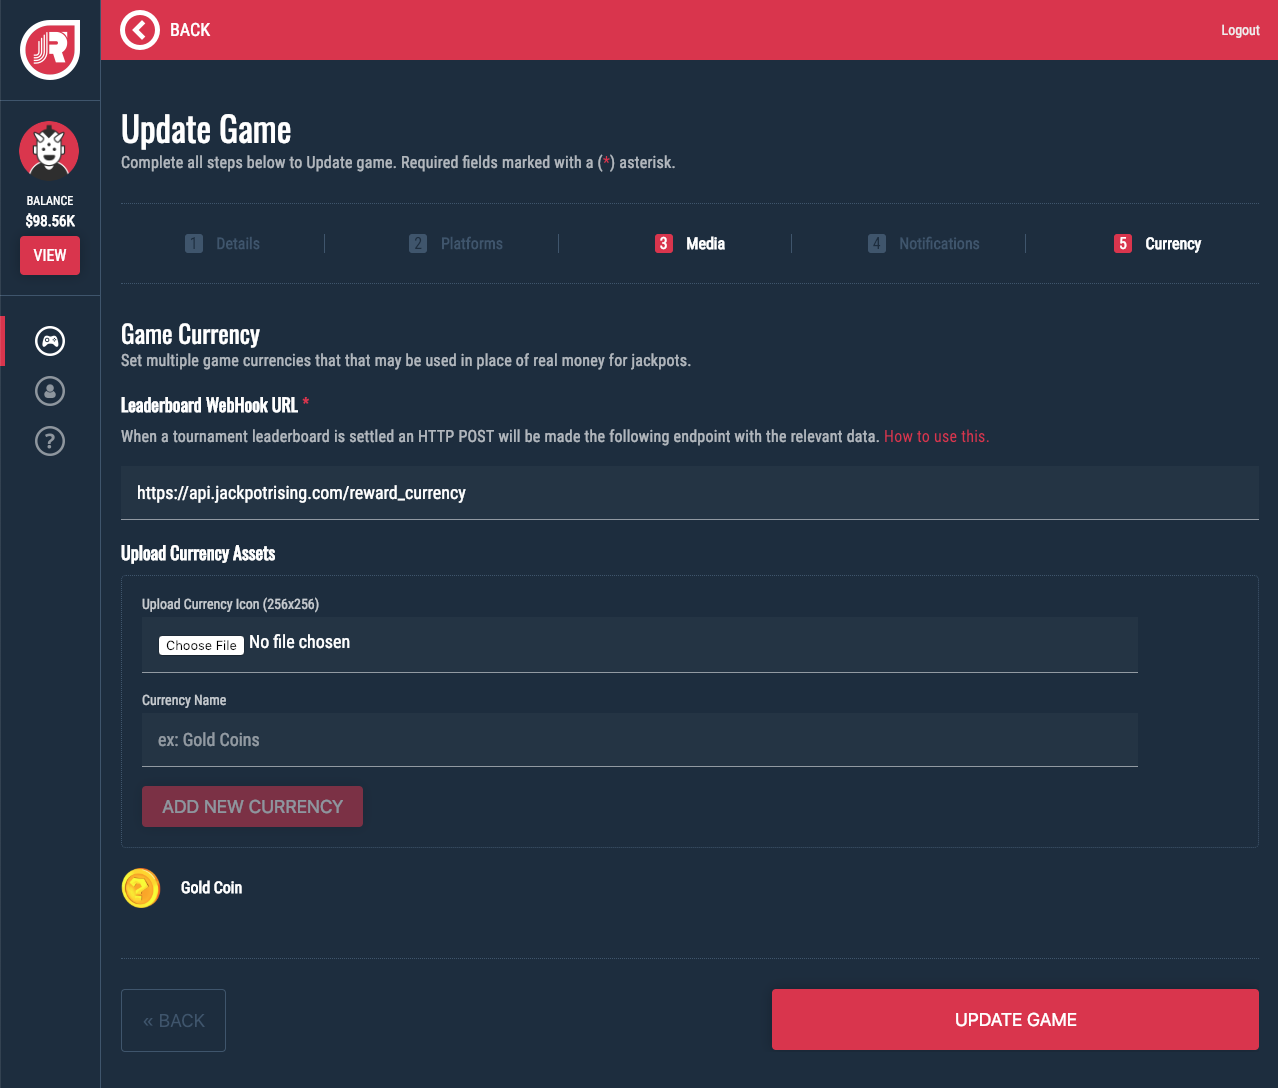 BACK
Logout
BALANCE
$98.56K
VIEW
Update Game
Complete all steps below to Update game. Required fields marked with a (*) asterisk.
1 Details 2 Platforms 3 Media 4 Notifications 5 Currency
Game Currency
Set multiple game currencies that that may be used in place of real money for jackpots.
Leaderboard WebHook URL *
When a tournament leaderboard is settled an HTTP POST will be made the following endpoint with the relevant data. How to use this.
https://api.jackpotrising.com/reward_currency
Upload Currency Assets
Upload Currency Icon (256x256)
Choose File No file chosen
Currency Name
ex: Gold Coins
ADD NEW CURRENCY
Gold Coin
« BACK
UPDATE GAME